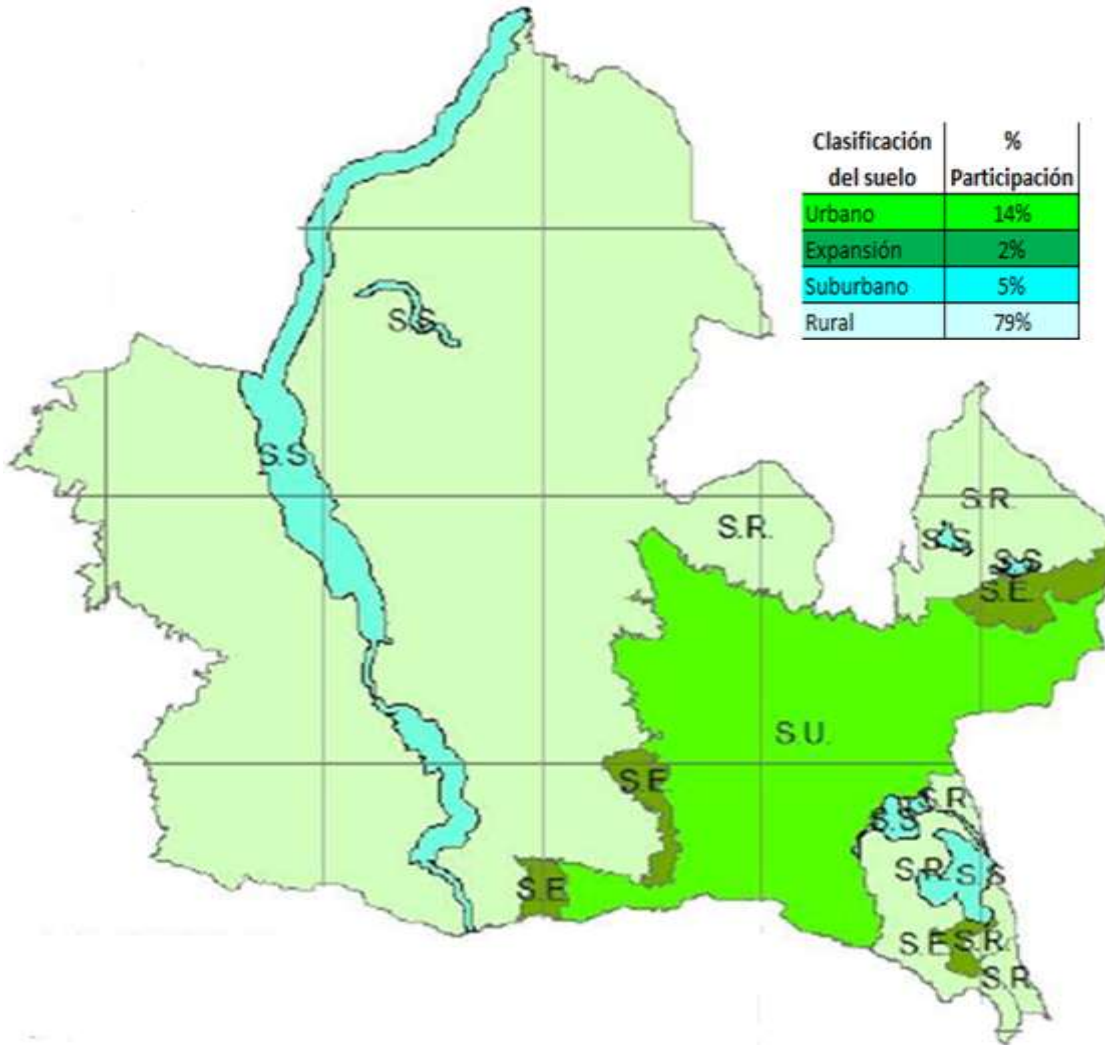 Clasificación %
del suelo Participación
Urbano 14%
Expansión 2%
Suburbano 5%
Rural 79%
S.S
S.S
S.R.
S.R.
S.S
S.S
S.E.
S.U.
S.E
S.R
S.S
S.E
S.R.
S.S
S.E
S.R.
S.R